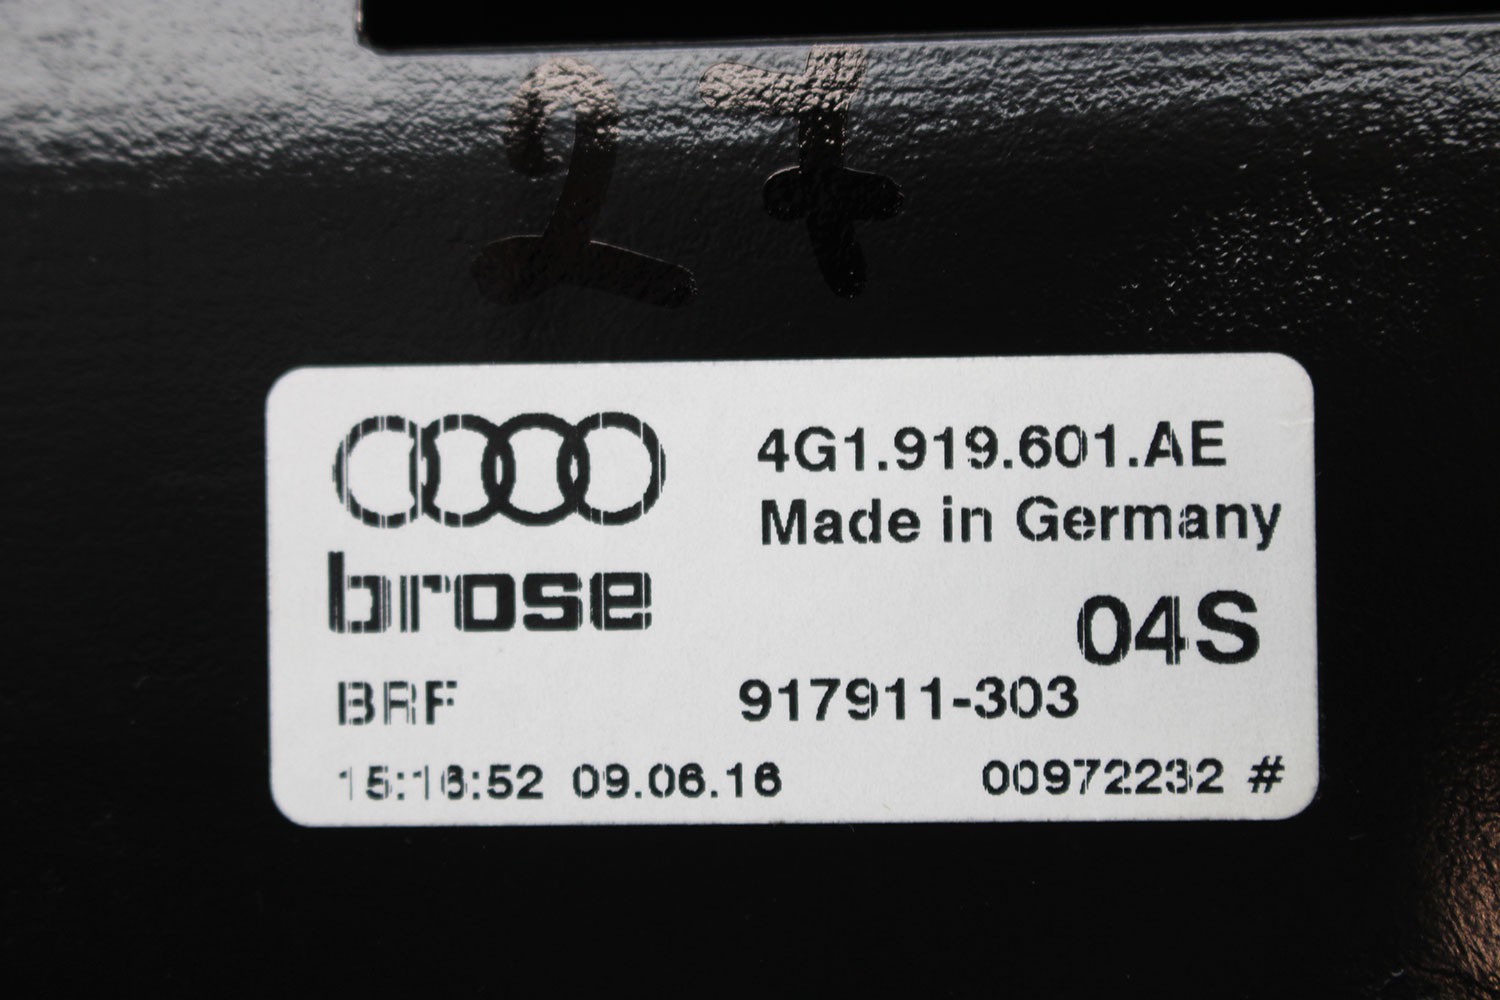 27
4G1.919.601.AE
Made in Germany
brose
04S
BRF 917911-303
15:16:52 09.06.16 00972232 #